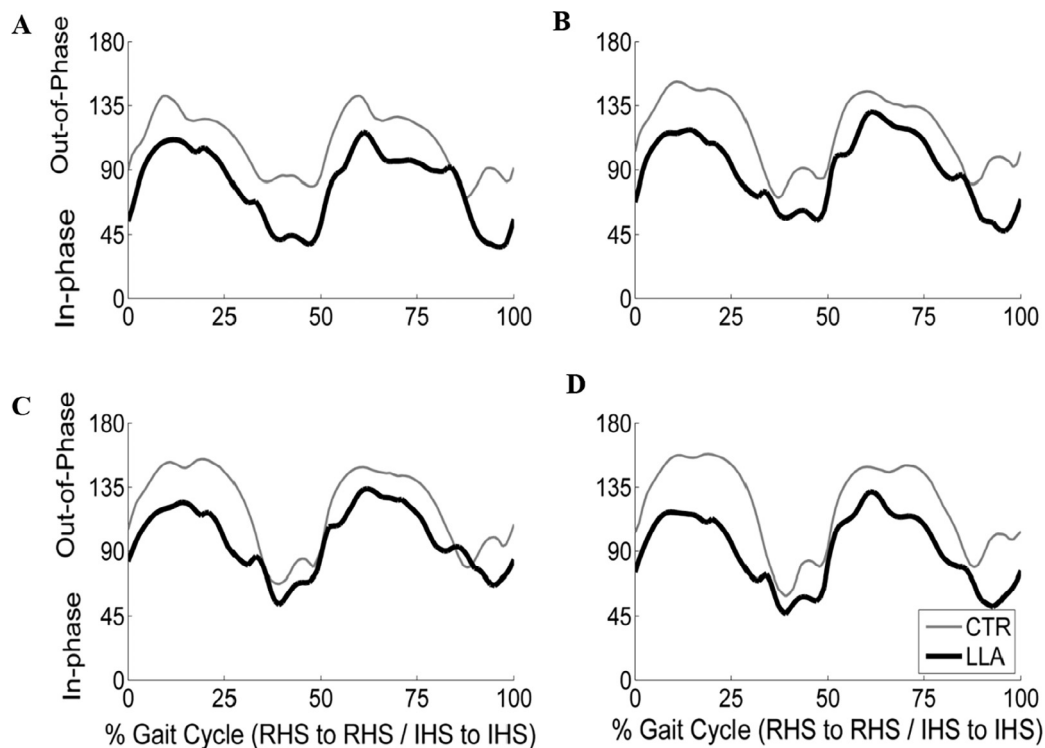 A
Out-of-Phase
In-phase
180
135
90
45
0
0 25 50 75 100
B
180
135
90
45
0
0 25 50 75 100
C
Out-of-Phase
In-phase
180
135
90
45
0
0 25 50 75 100
% Gait Cycle (RHS to RHS / IHS to IHS)
D
180
135
90
45
0
0 25 50 75 100
% Gait Cycle (RHS to RHS / IHS to IHS)
CTR
LLA